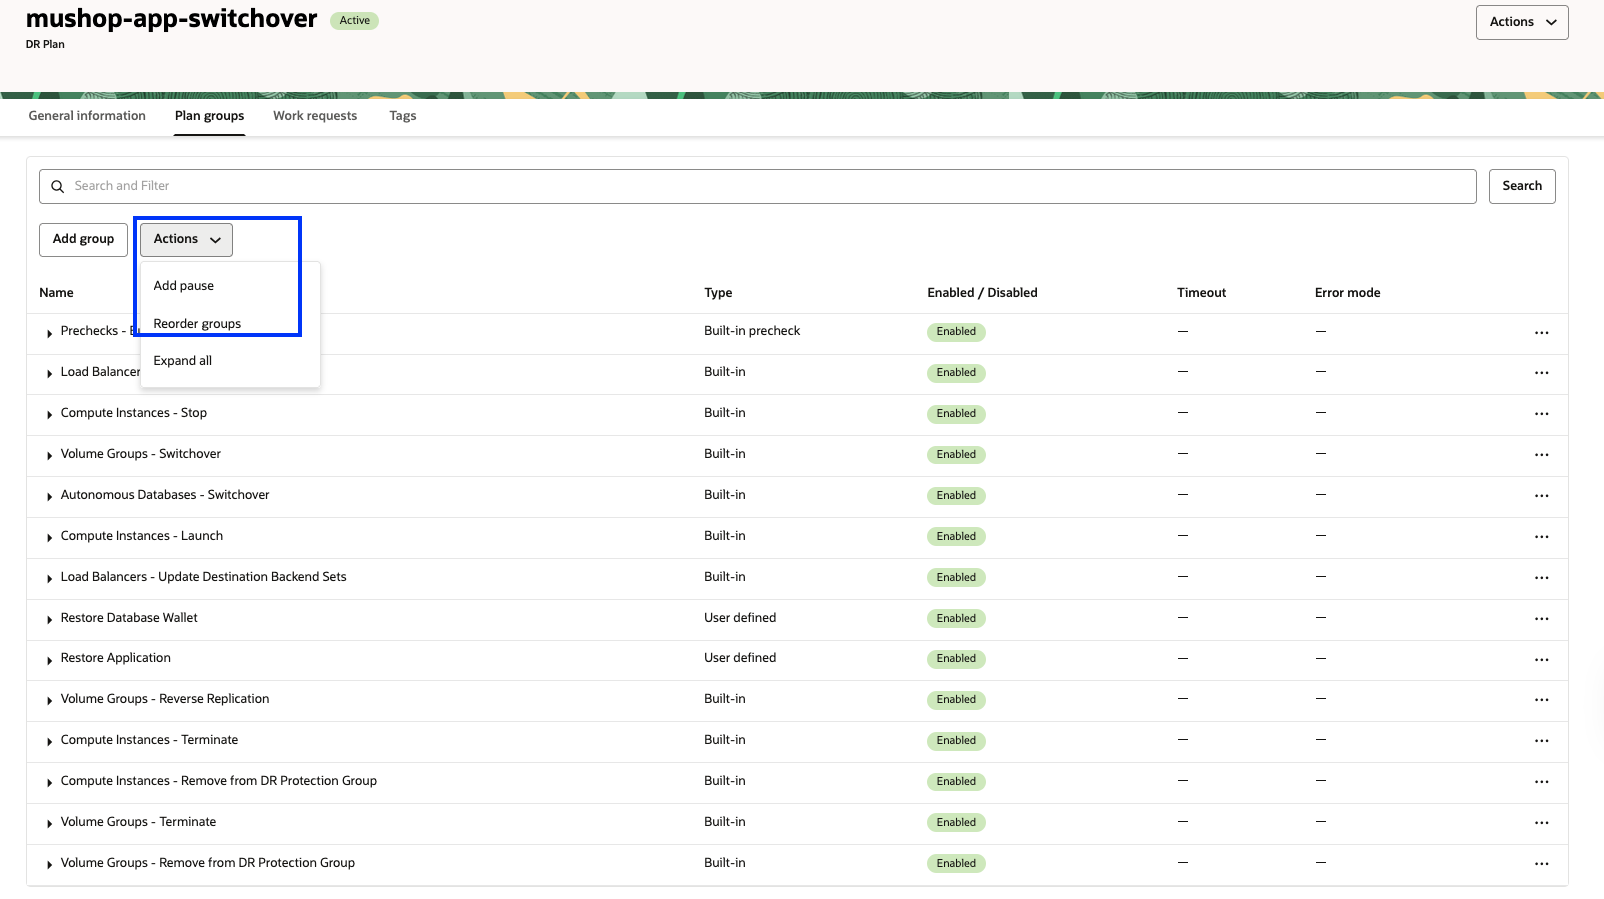 mushop-app-switchover Active
DR Plan
Actions
General information Plan groups Work requests Tags
Search and Filter
Search
Add group Actions
Add pause
Reorder groups
Expand all
Name Type Enabled / Disabled Timeout Error mode
Prechecks - Built-in precheck Enabled — — ...
Load Balancer Built-in Enabled — — ...
Compute Instances - Stop Built-in Enabled — — ...
Volume Groups - Switchover Built-in Enabled — — ...
Autonomous Databases - Switchover Built-in Enabled — — ...
Compute Instances - Launch Built-in Enabled — — ...
Load Balancers - Update Destination Backend Sets Built-in Enabled — — ...
Restore Database Wallet User defined Enabled — — ...
Restore Application User defined Enabled — — ...
Volume Groups - Reverse Replication Built-in Enabled — — ...
Compute Instances - Terminate Built-in Enabled — — ...
Compute Instances - Remove from DR Protection Group Built-in Enabled — — ...
Volume Groups - Terminate Built-in Enabled — — ...
Volume Groups - Remove from DR Protection Group Built-in Enabled — — ...